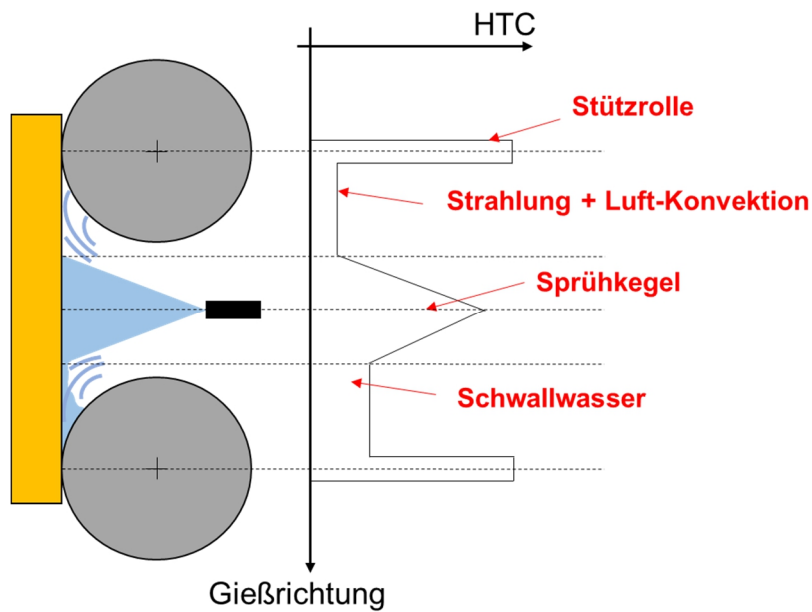 HTC
Stützrolle
Strahlung + Luft-Konvektion
Sprühkegel
Schwallwasser
Gießrichtung